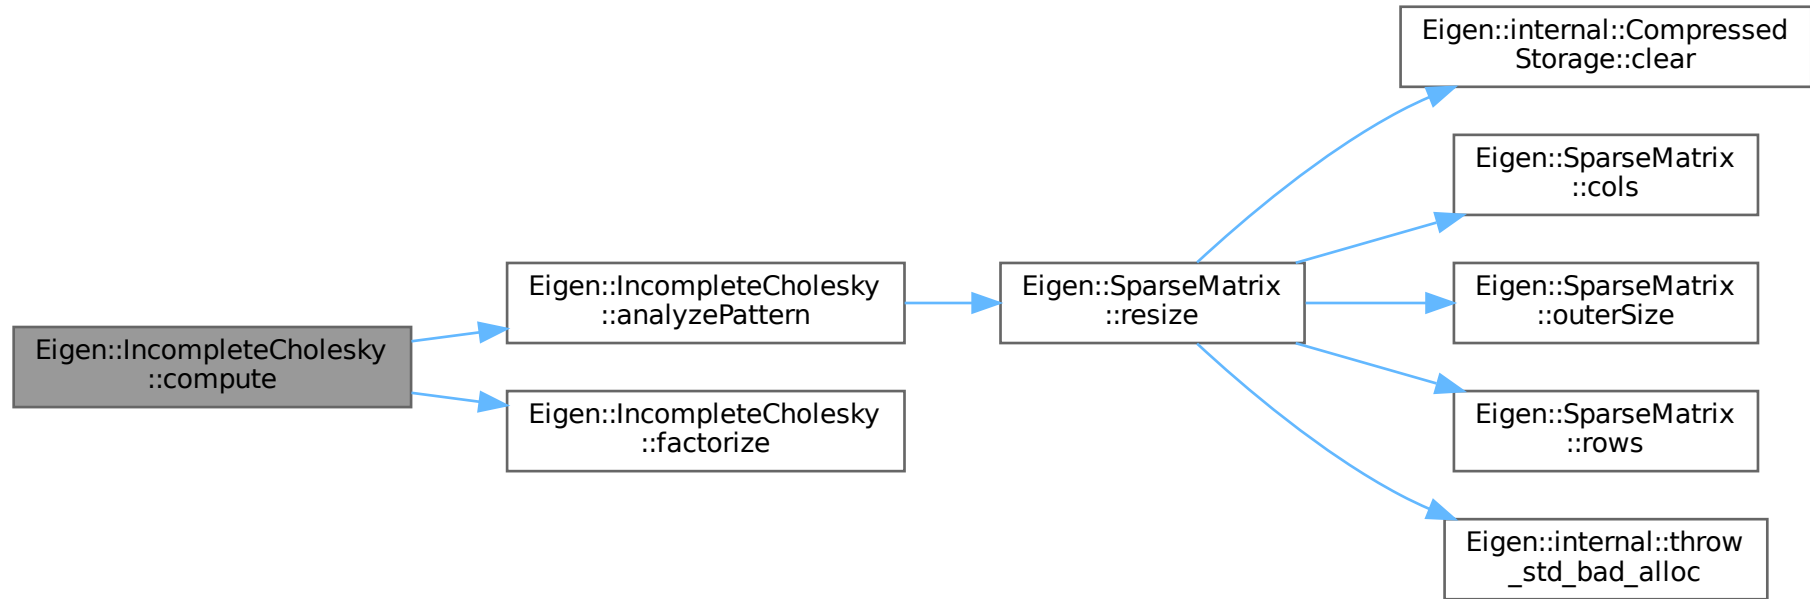 Eigen::IncompleteCholesky
::compute
Eigen::IncompleteCholesky
::analyzePattern
Eigen::IncompleteCholesky
::factorize
Eigen::SparseMatrix
::resize
Eigen::internal::Compressed
Storage::clear
Eigen::SparseMatrix
::cols
Eigen::SparseMatrix
::outerSize
Eigen::SparseMatrix
::rows
Eigen::internal::throw
_std_bad_alloc